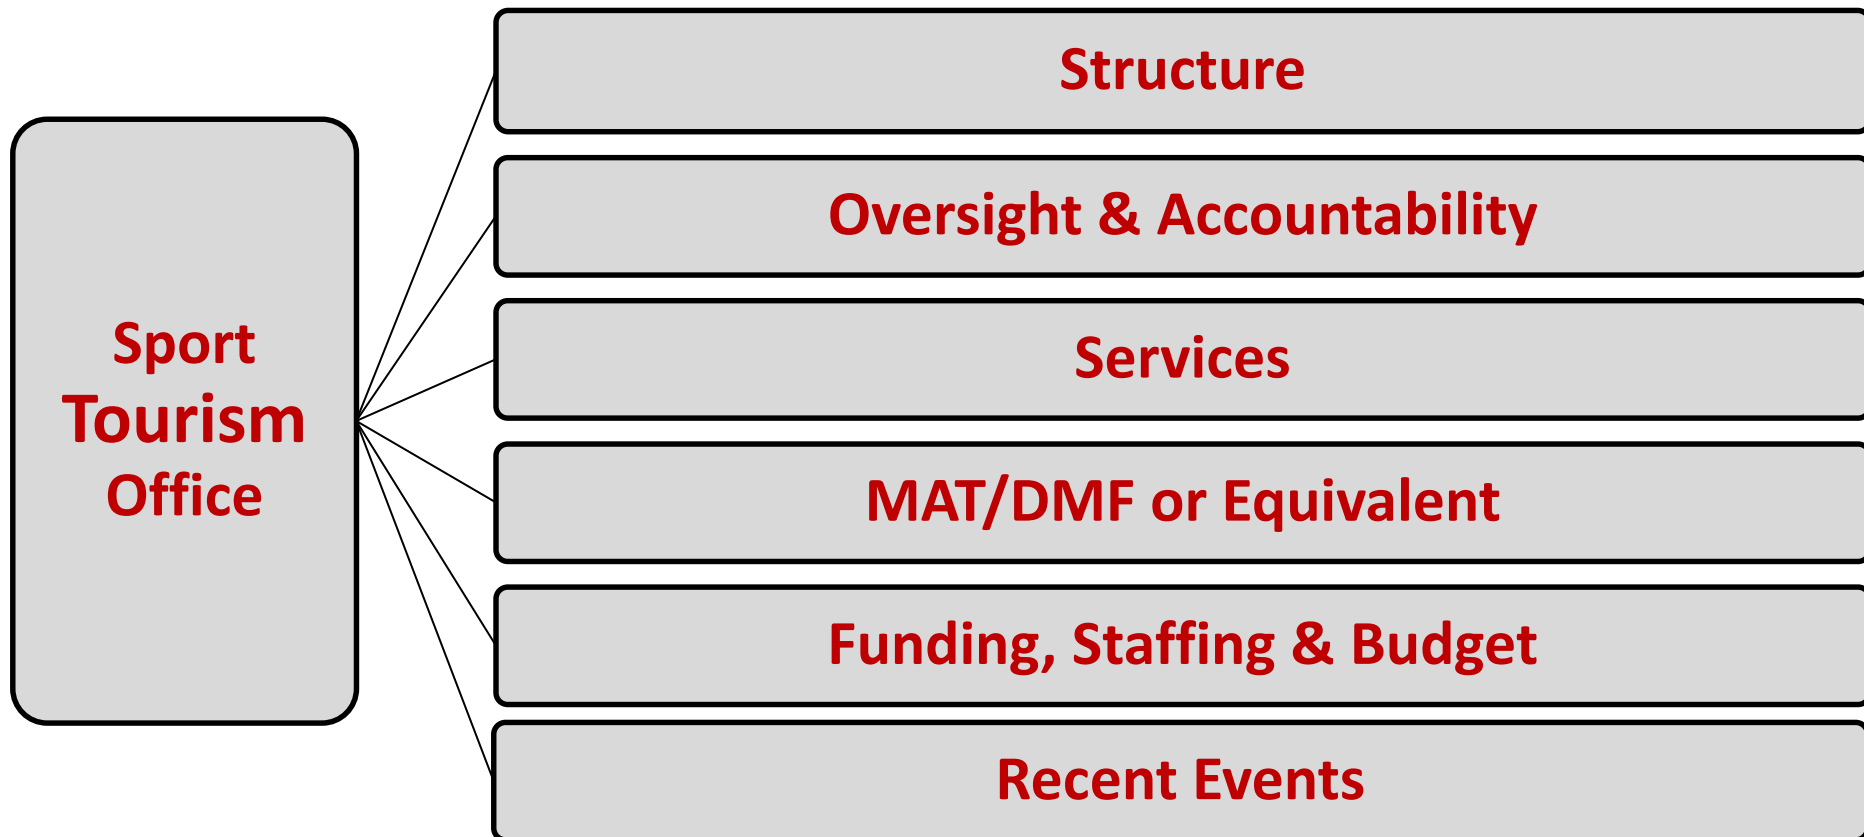 Sport
Tourism
Office
Structure
Oversight & Accountability
Services
MAT/DMF or Equivalent
Funding, Staffing & Budget
Recent Events